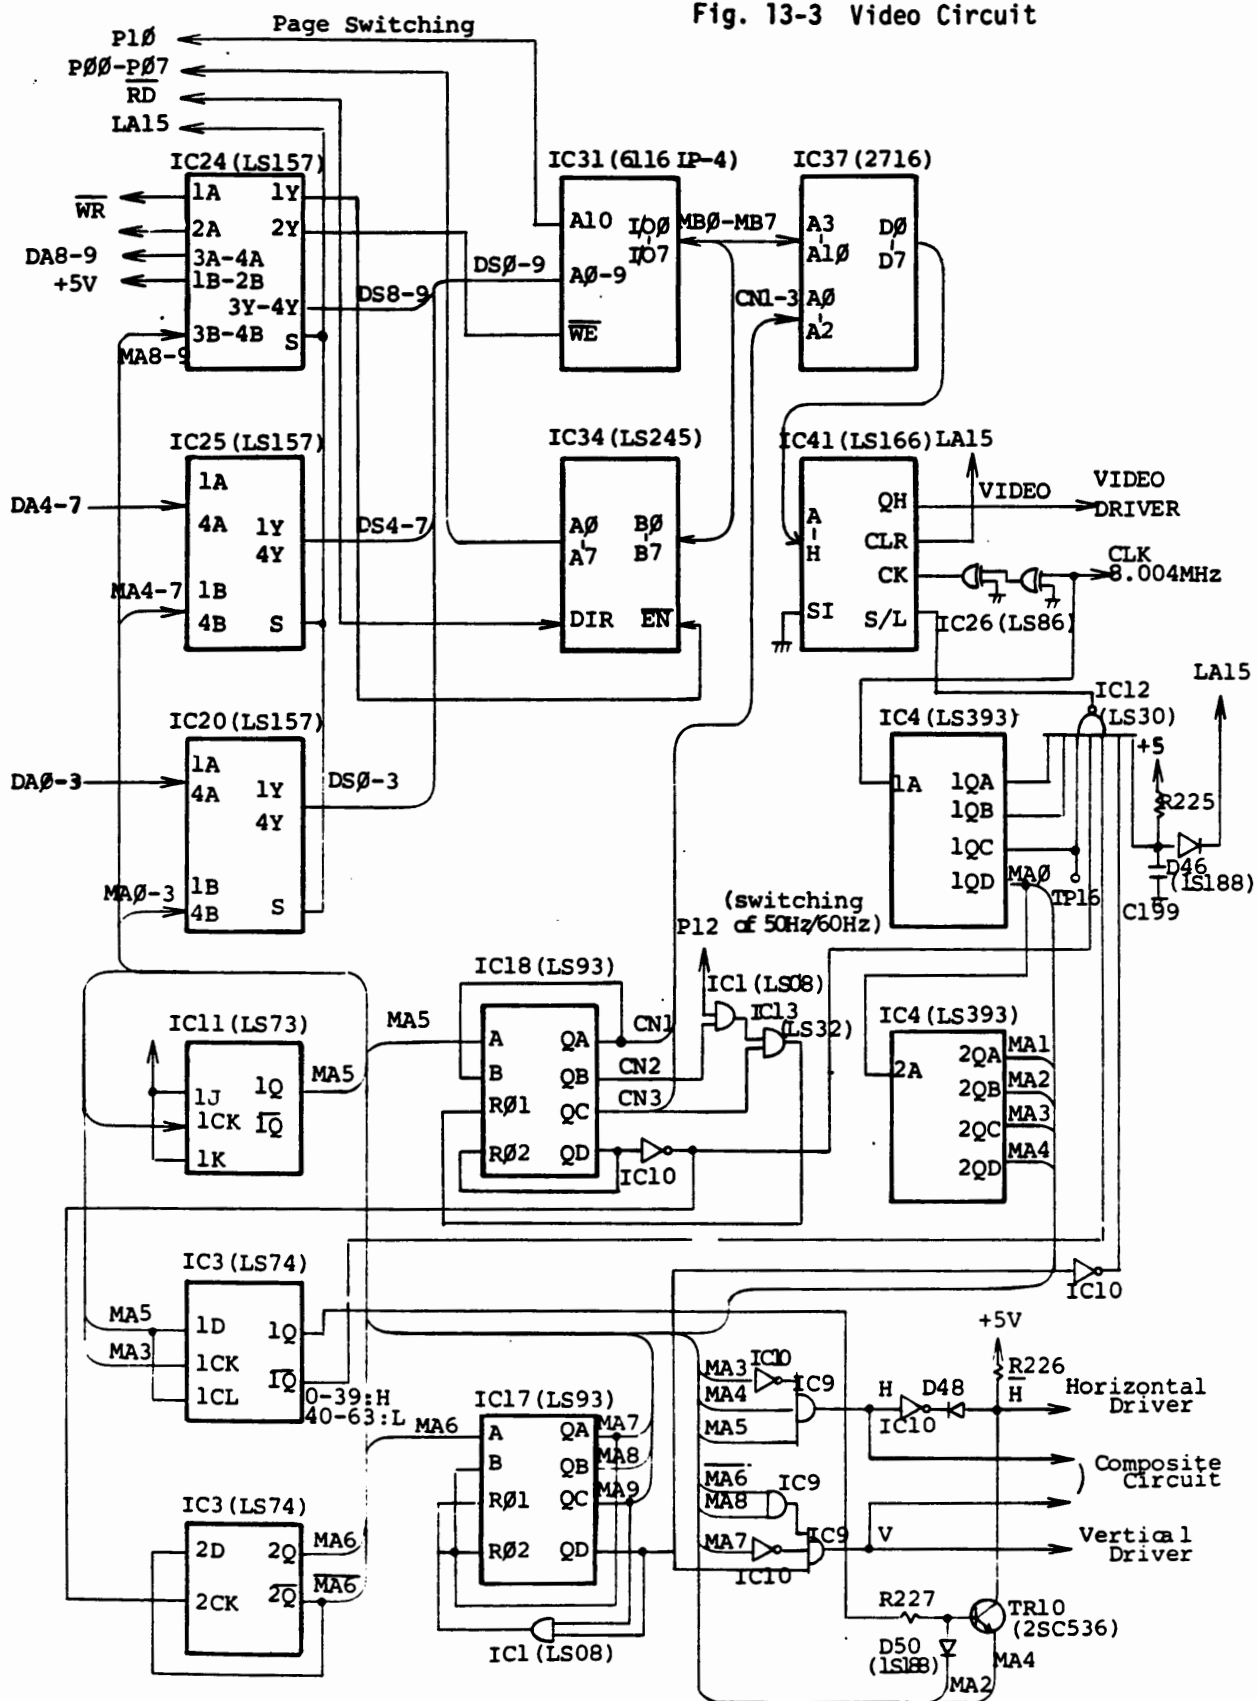 Fig. 13-3 Video Circuit
Page Switching
P1Ø
PØØ-PØ7
R̅D̅
LA15
IC24(LS157)
W̅R̅
DA8-9
+5V
MA8-9
1A
2A
3A-4A
1B-2B
3Y-4Y
3B-4B
1Y
2Y
S
DS8-9
IC31(6116 LP-4)
A10
A0-9
W̅E̅
I/O0
I/O7
DSØ-9
MBØ-MB7
IC37(2716)
A3
A1Ø
AØ
A2
DØ
D7
CN1-3
IC25(LS157)
DA4-7
MA4-7
1A
4A
1B
4B
1Y
4Y
S
DS4-7
IC34(LS245)
AØ
A7
BØ
B7
DIR
E̅N̅
IC41(LS166)
LA15
A
H
SI
QH
CLR
CK
S/L
VIDEO
VIDEO
DRIVER
CLK
8.004MHz
IC26(LS86)
IC20(LS157)
DAØ-3
MAØ-3
1A
4A
1B
4B
1Y
4Y
S
DSØ-3
IC4(LS393)
1A
1QA
1QB
1QC
1QD
MAØ
TP16
IC12
(LS30)
+5
R225
D46
(1S188)
C199
LA15
(switching
of 50Hz/60Hz)
P12
IC1(LS08)
IC13
(LS32)
IC18(LS93)
MA5
A
B
RØ1
RØ2
QA
QB
QC
QD
CN1
CN2
CN3
IC10
IC11(LS73)
1J
1CK
1K
1Q
1̅Q̅
MA5
IC4(LS393)
2A
2QA
2QB
2QC
2QD
MA1
MA2
MA3
MA4
IC10
IC3(LS74)
MA5
MA3
1D
1CK
1CL
1Q
1̅Q̅
0-39:H
40-63:L
IC17(LS93)
MA6
A
B
RØ1
RØ2
QA
QB
QC
QD
MA7
MA8
MA9
IC1(LS08)
IC3(LS74)
2D
2CK
2Q
2̅Q̅
MA6
M̅A̅6̅
MA3
MA4
MA5
IC10
IC9
H
IC10
D48
+5V
R226
H̅
Horizontal
Driver
Composite
Circuit
M̅A̅6̅
MA8
MA7
IC9
IC10
IC9
V
Vertical
Driver
R227
D50
(1S188)
TR10
(2SC536)
MA4
MA2